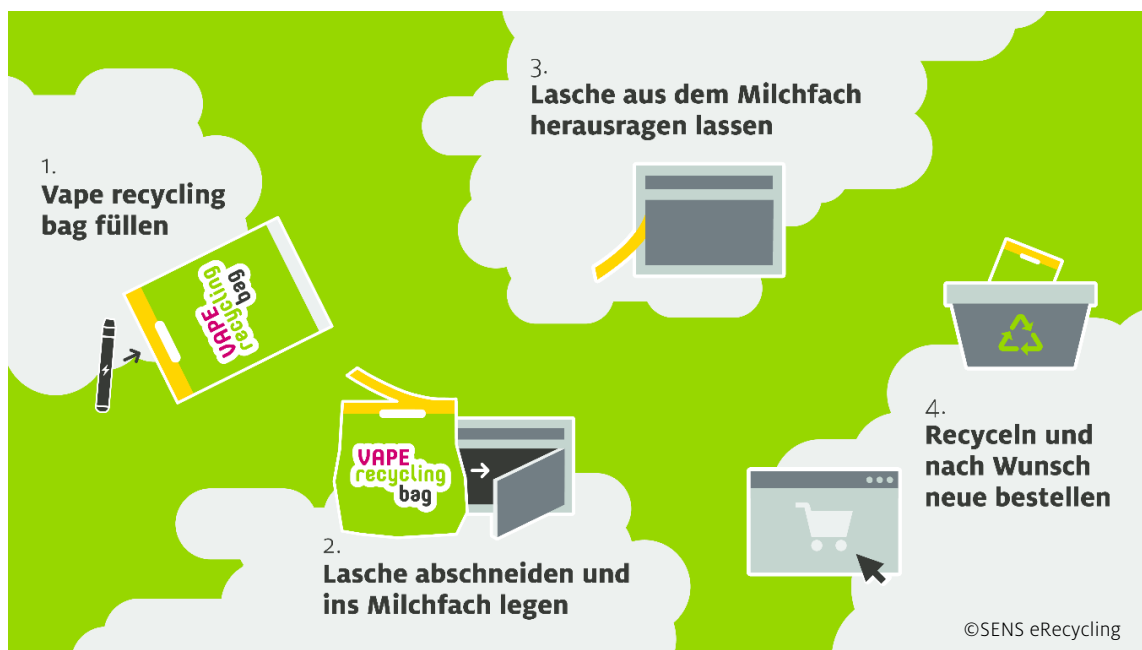 1.
Vape recycling
bag füllen
VAPE
recycling
bag
2.
Lasche abschneiden und
ins Milchfach legen
VAPE
recycling
bag
3.
Lasche aus dem Milchfach
herausragen lassen
4.
Recyceln und
nach Wunsch
neue bestellen
©SENS eRecycling